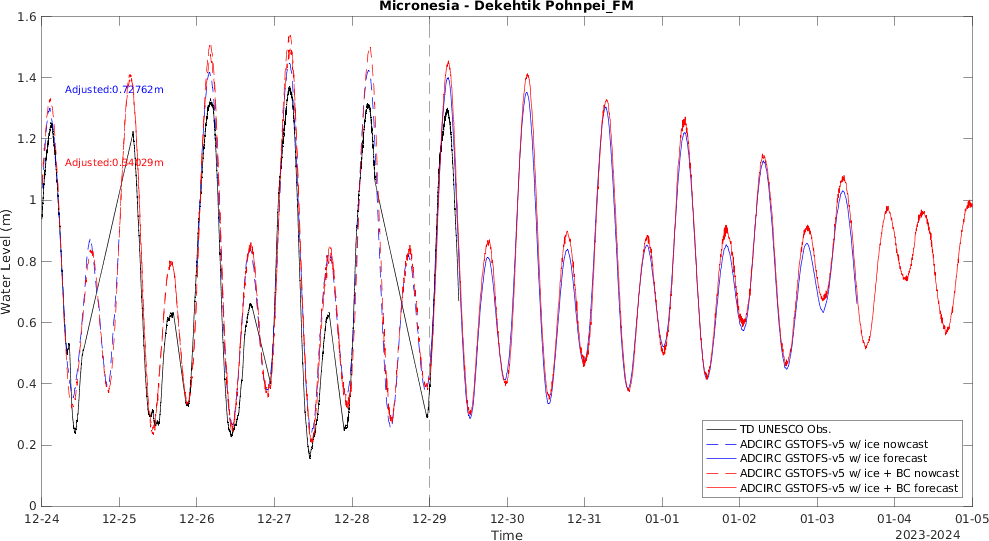 Micronesia - Dekehtik Pohnpei_FM
1.6
1.4
1.2
1
0.8
0.6
0.4
0.2
0
Water Level (m)
Adjusted:0.72762m
Adjusted:0.34029m
TD UNESCO Obs.
ADCIRC GSTOFS-v5 w/ ice nowcast
ADCIRC GSTOFS-v5 w/ ice forecast
ADCIRC GSTOFS-v5 w/ ice + BC nowcast
ADCIRC GSTOFS-v5 w/ ice + BC forecast
12-24 12-25 12-26 12-27 12-28 12-29 12-30 12-31 01-01 01-02 01-03 01-04 01-05
Time
2023-2024